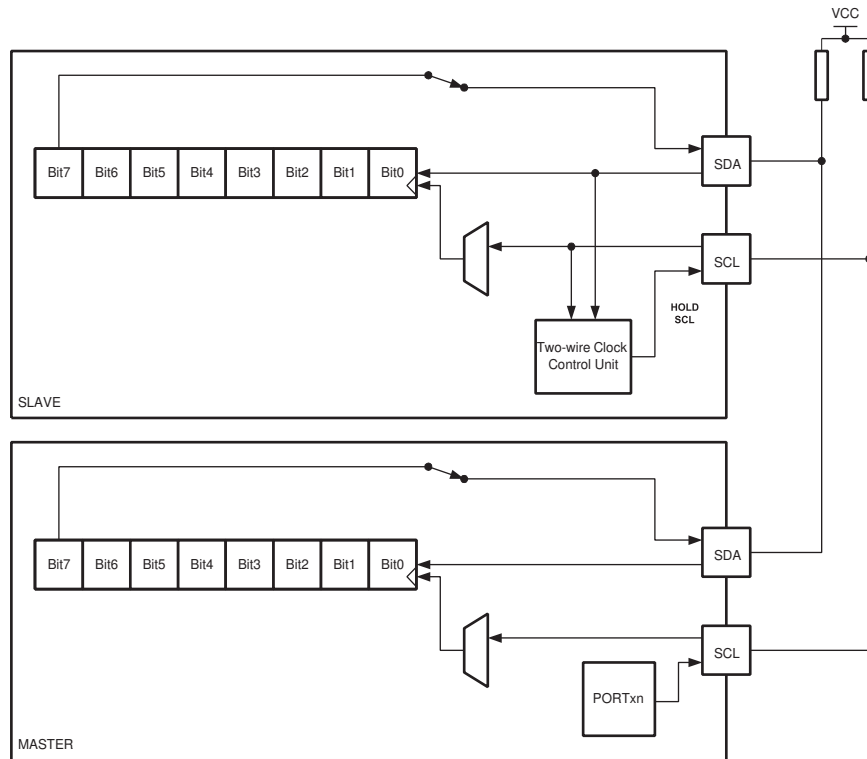 VCC
Bit7 Bit6 Bit5 Bit4 Bit3 Bit2 Bit1 Bit0
SDA
SCL
HOLD
SCL
Two-wire Clock
Control Unit
SLAVE
Bit7 Bit6 Bit5 Bit4 Bit3 Bit2 Bit1 Bit0
SDA
SCL
PORTxn
MASTER